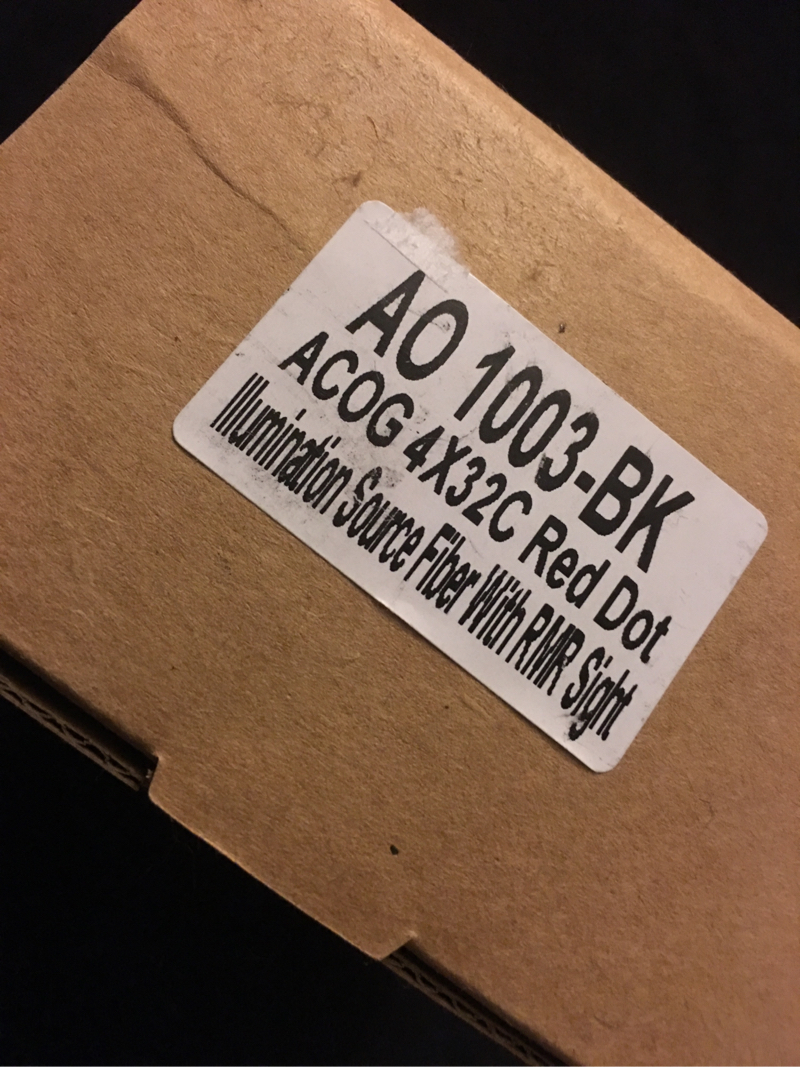 AO 1003-BK
ACOG 4X32C Red Dot
Illumination Source Fiber With RMR Sight